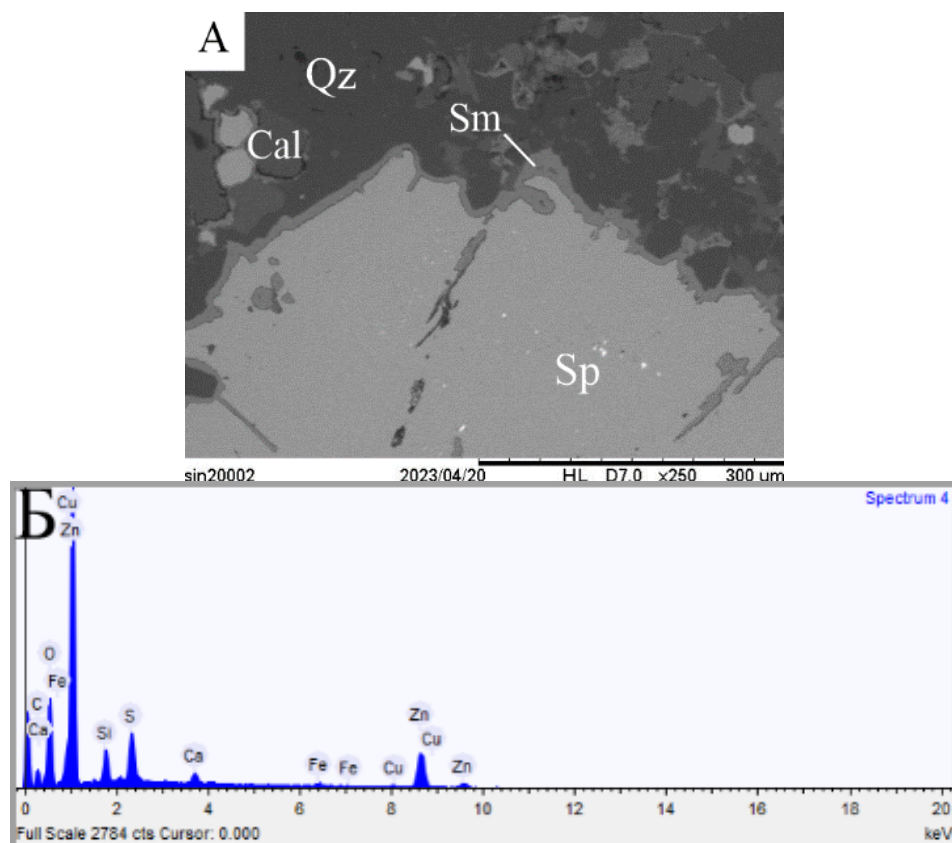 А
Qz
Sm
Cal
Sp
sin20002 2023/04/20 HL D7.0 x250 300 um
Б
Spectrum 4
Cu
Zn
O
Fe
C
Ca
Si
S
Ca
Fe
Fe
Cu
Zn
Cu
Zn
0 2 4 6 8 10 12 14 16 18 20
Full Scale 2784 cts Cursor: 0.000 keV